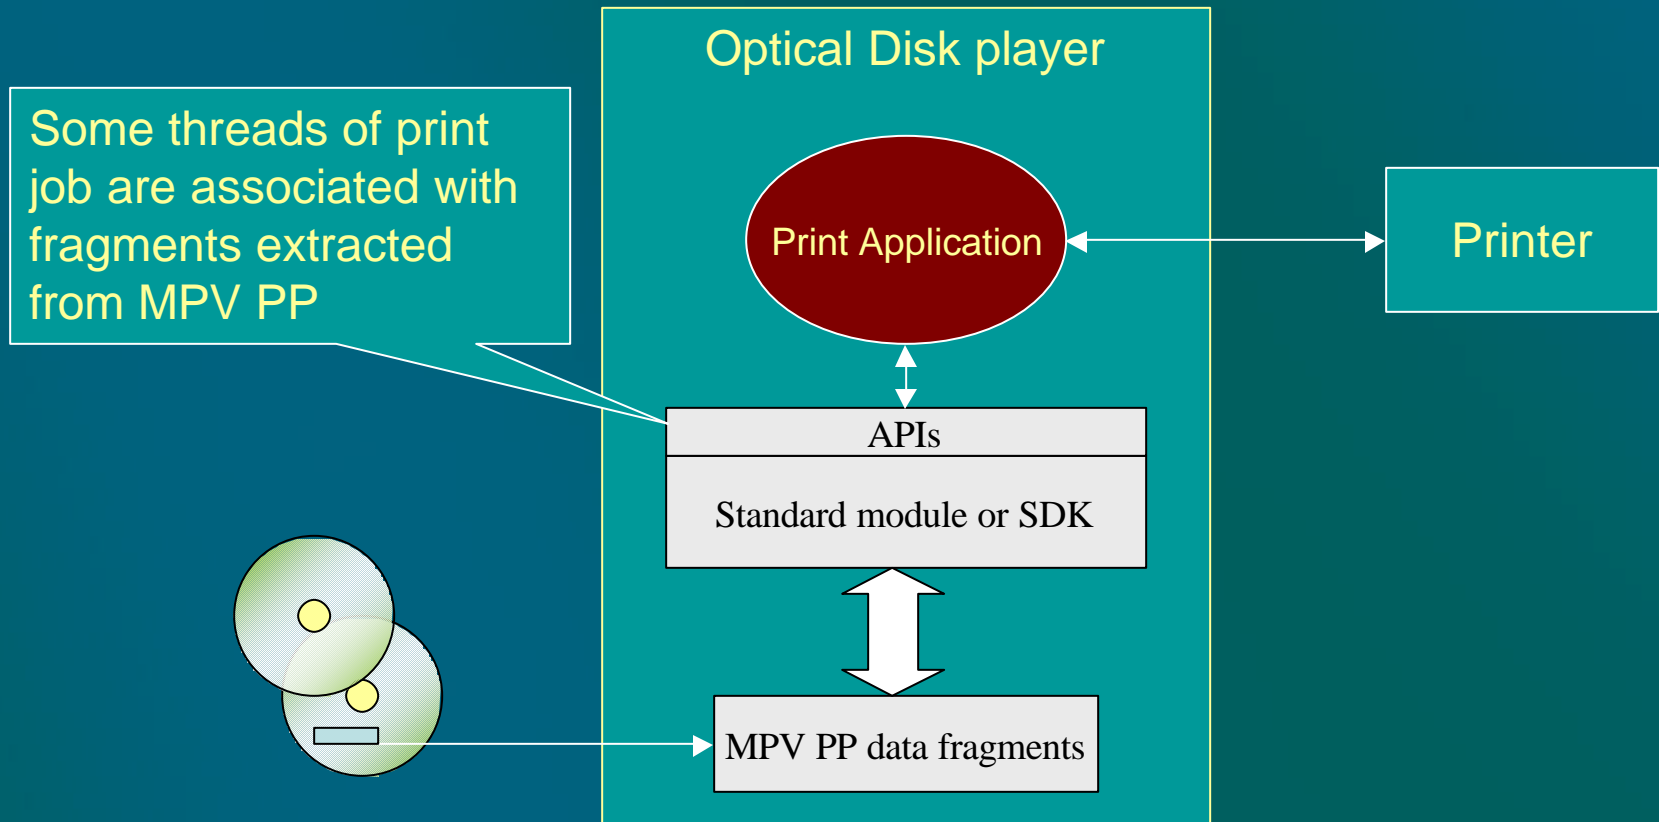 Optical Disk player
Some threads of print
job are associated with
fragments extracted
from MPV PP
Print Application
Printer
APIs
Standard module or SDK
MPV PP data fragments